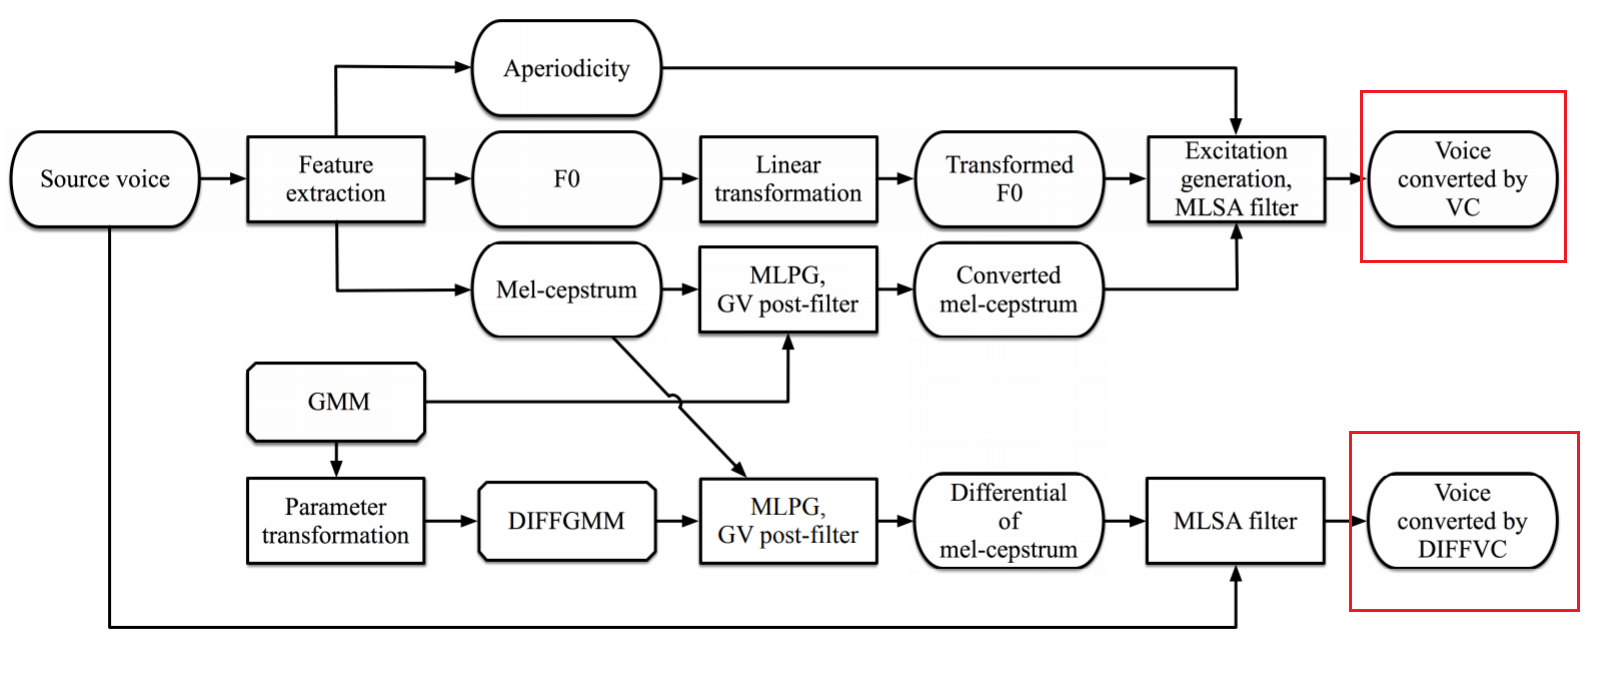 Aperiodicity
Source voice
Feature
extraction
F0
Linear
transformation
Transformed
F0
Excitation
generation,
MLSA filter
Voice
converted by
VC
Mel-cepstrum
MLPG,
GV post-filter
Converted
mel-cepstrum
GMM
Parameter
transformation
DIFFGMM
MLPG,
GV post-filter
Differential
of
mel-cepstrum
MLSA filter
Voice
converted by
DIFFVC